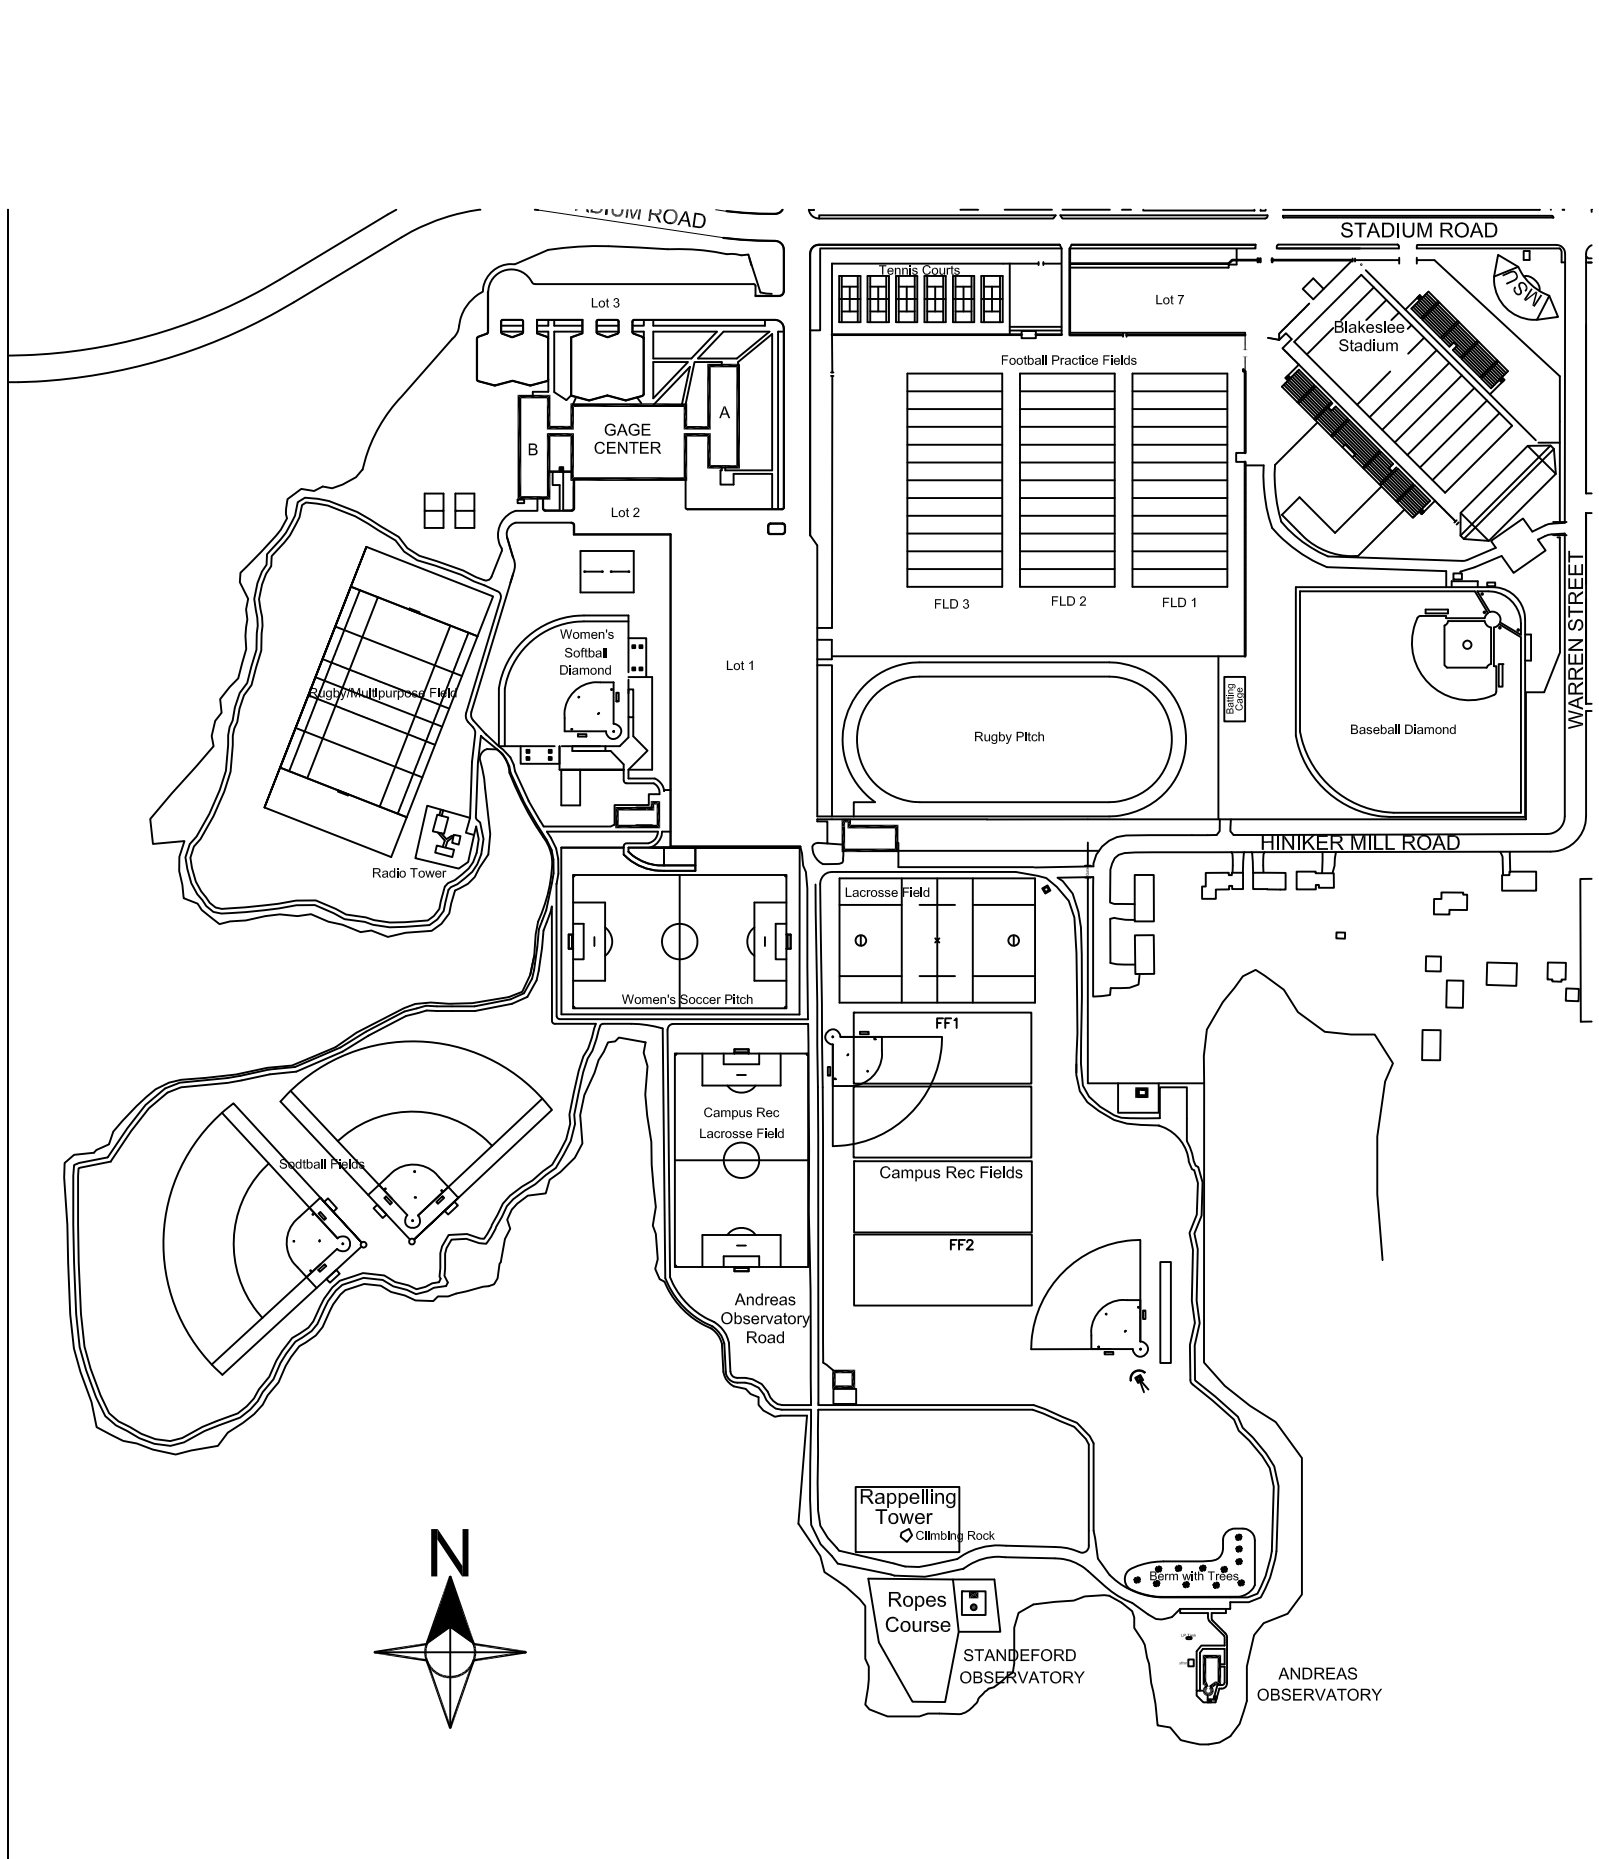 ADIUM ROAD
STADIUM ROAD
Tennis Courts
Lot 3
Lot 7
MSU
Blakeslee
Stadium
Football Practice Fields
A
GAGE
CENTER
B
Lot 2
FLD 3
FLD 2
FLD 1
WARREN STREET
Women's
Softball
Diamond
Lot 1
Rugby/Multipurpose Field
Batting
Cage
Rugby Pitch
Baseball Diamond
HINIKER MILL ROAD
Radio Tower
Lacrosse Field
Women's Soccer Pitch
FF1
Campus Rec
Lacrosse Field
Sodtball Fields
Campus Rec Fields
FF2
Andreas
Observatory
Road
Rappelling
Tower
Climbing Rock
N
Berm with Trees
Ropes
Course
STANDEFORD
OBSERVATORY
ANDREAS
OBSERVATORY